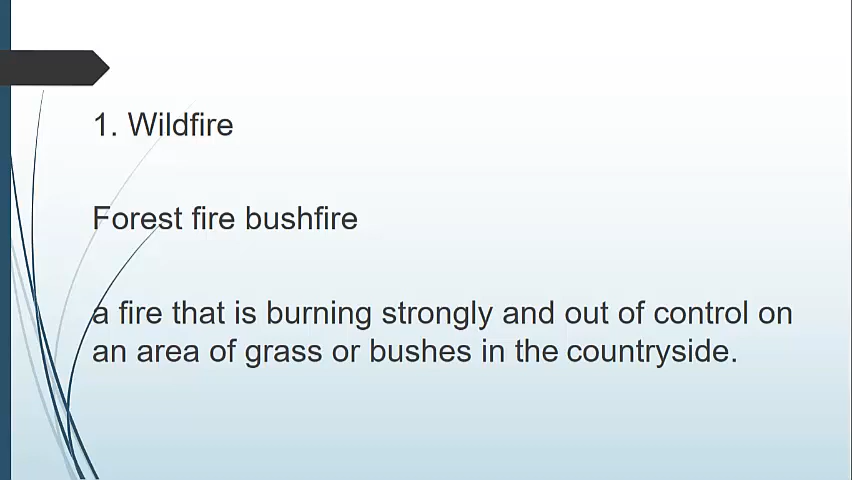 1. Wildfire
Forest fire bushfire
a fire that is burning strongly and out of control on
an area of grass or bushes in the countryside.